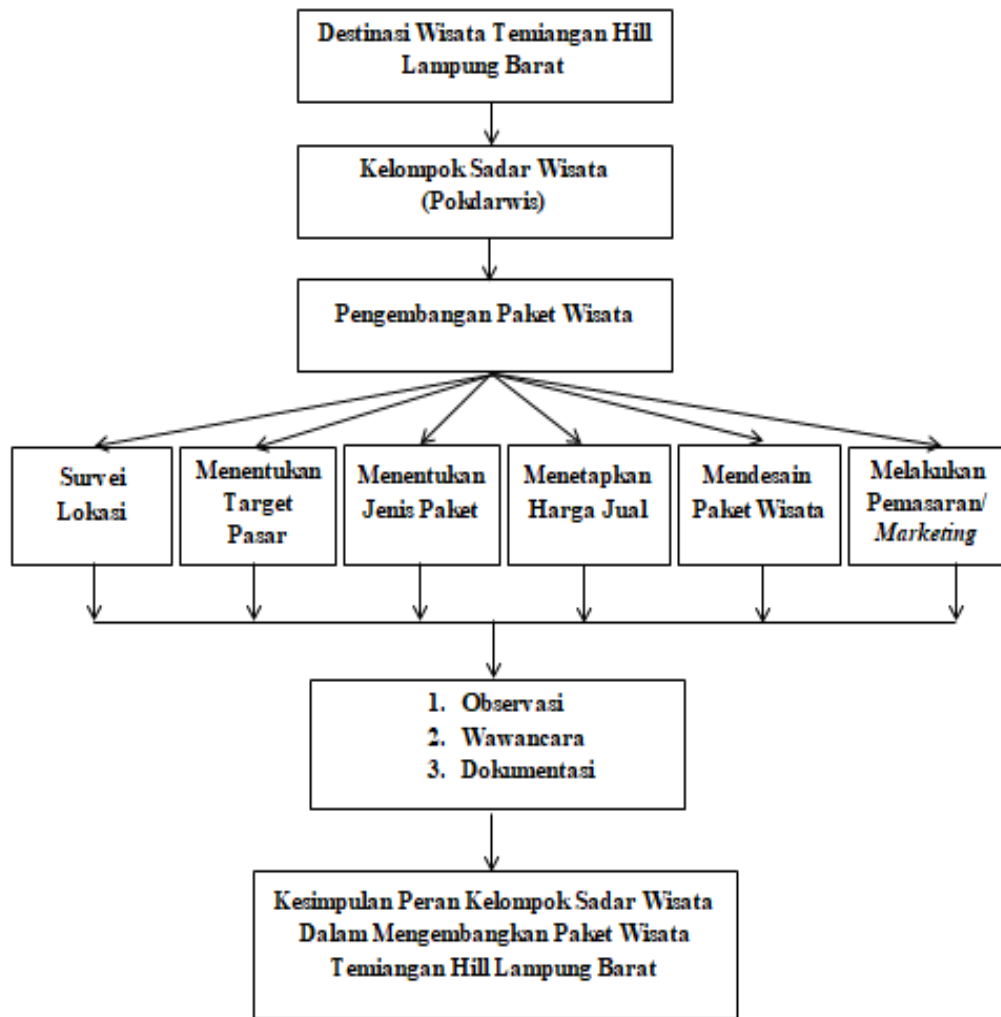 Destinasi Wisata Temiangan Hill
Lampung Barat
Kelompok Sadar Wisata
(Pokdarwis)
Pengembangan Paket Wisata
Survei
Lokasi
Menentukan
Target
Pasar
Menentukan
Jenis Paket
Menetapkan
Harga Jual
Mendesain
Paket Wisata
Melakukan
Pemasaran/
Marketing
1. Observasi
2. Wawancara
3. Dokumentasi
Kesimpulan Peran Kelompok Sadar Wisata
Dalam Mengembangkan Paket Wisata
Temiangan Hill Lampung Barat